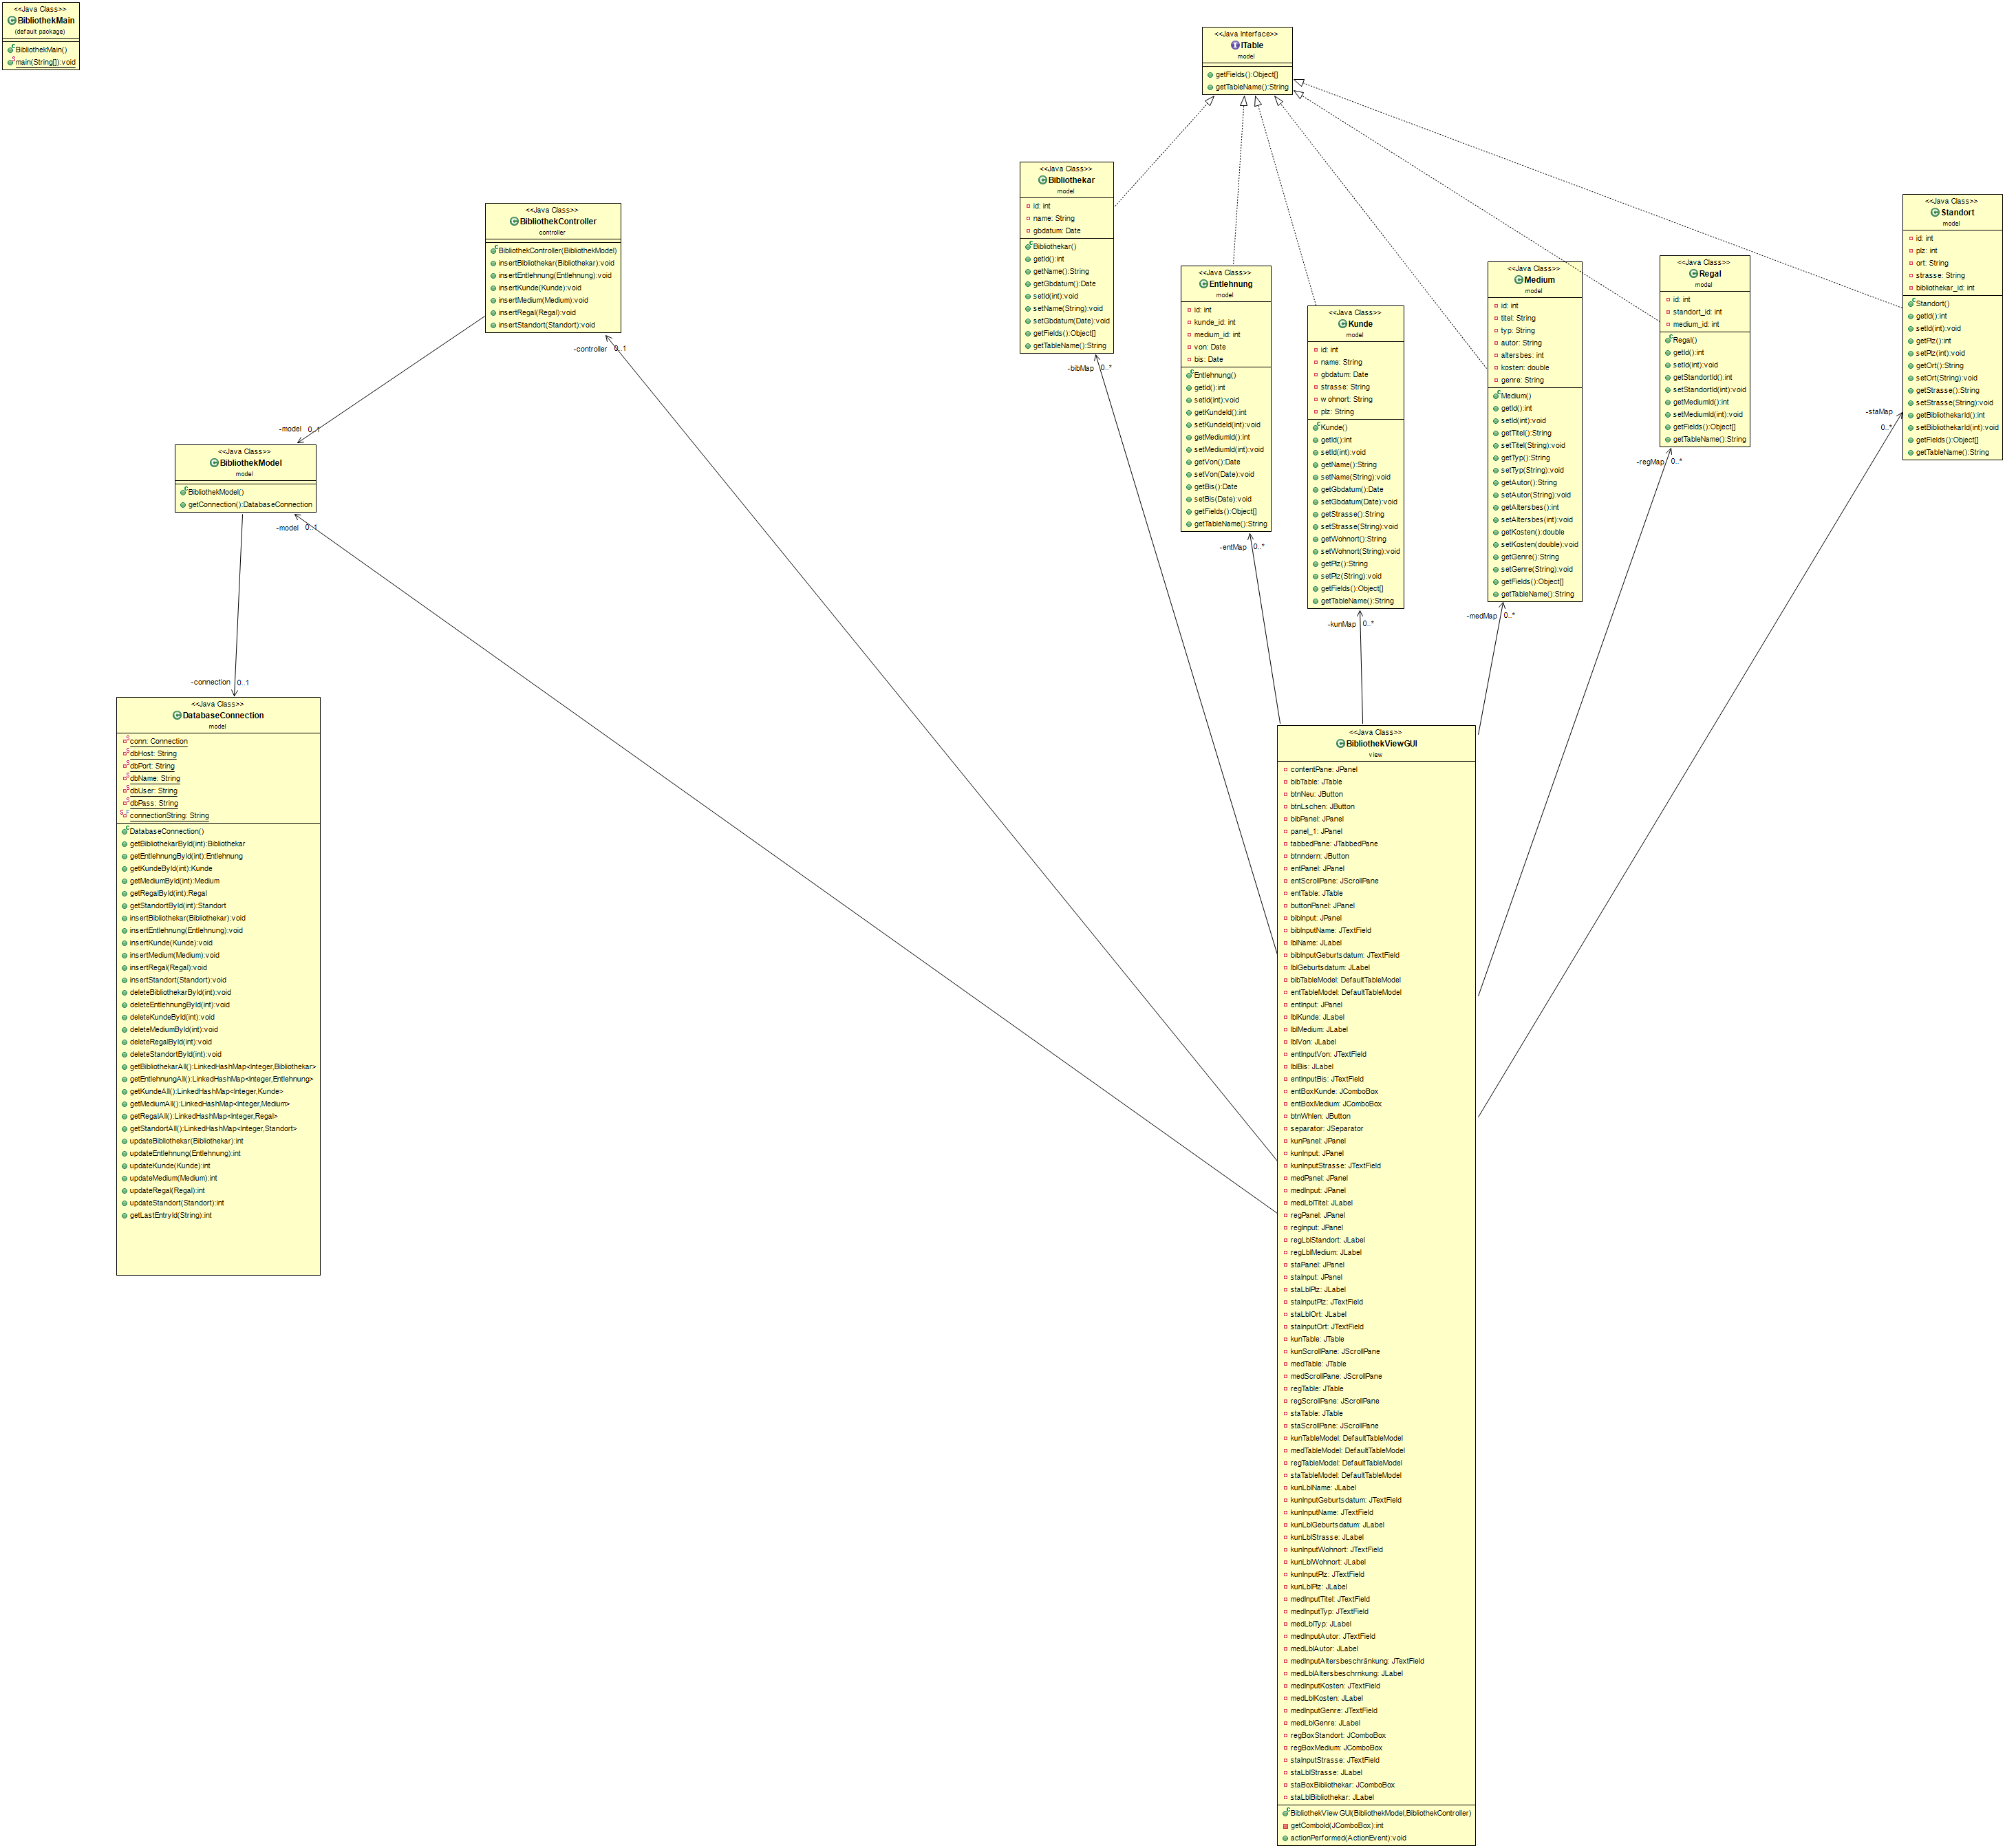 <<Java Class>>
BibliothekMain
(default package)
BibliothekMain()
main(String[]):void
<<Java Interface>>
ITable
model
getFields():Object[]
getTableName():String
<<Java Class>>
Bibliothekar
model
id: int
name: String
gbdatum: Date
Bibliothekar()
getId():int
getName():String
getGbdatum():Date
setId(int):void
setName(String):void
setGbdatum(Date):void
getFields():Object[]
getTableName():String
-bibMap 0..*
<<Java Class>>
BibliothekController
controller
BibliothekController(BibliothekModel)
insertBibliothekar(Bibliothekar):void
insertEntlehnung(Entlehnung):void
insertKunde(Kunde):void
insertMedium(Medium):void
insertRegal(Regal):void
insertStandort(Standort):void
-controller 0..1
<<Java Class>>
Entlehnung
model
id: int
kunde_id: int
medium_id: int
von: Date
bis: Date
Entlehnung()
getId():int
setId(int):void
getKundeId():int
setKundeId(int):void
getMediumId():int
setMediumId(int):void
getVon():Date
setVon(Date):void
getBis():Date
setBis(Date):void
getFields():Object[]
getTableName():String
-entMap 0..*
<<Java Class>>
Kunde
model
id: int
name: String
gbdatum: Date
strasse: String
wohnort: String
plz: String
Kunde()
getId():int
setId(int):void
getName():String
setName(String):void
getGbdatum():Date
setGbdatum(Date):void
getStrasse():String
setStrasse(String):void
getWohnort():String
setWohnort(String):void
getPlz():String
setPlz(String):void
getFields():Object[]
getTableName():String
-kunMap 0..*
<<Java Class>>
Medium
model
id: int
titel: String
typ: String
autor: String
altersbes: int
kosten: double
genre: String
Medium()
getId():int
setId(int):void
getTitel():String
setTitel(String):void
getTyp():String
setTyp(String):void
getAutor():String
setAutor(String):void
getAltersbes():int
setAltersbes(int):void
getKosten():double
setKosten(double):void
getGenre():String
setGenre(String):void
getFields():Object[]
getTableName():String
-medMap 0..*
<<Java Class>>
Regal
model
id: int
standort_id: int
medium_id: int
Regal()
getId():int
setId(int):void
getStandortId():int
setStandortId(int):void
getMediumId():int
setMediumId(int):void
getFields():Object[]
getTableName():String
-regMap 0..*
<<Java Class>>
Standort
model
id: int
plz: int
ort: String
strasse: String
bibliothekar_id: int
Standort()
getId():int
setId(int):void
getPlz():int
setPlz(int):void
getOrt():String
setOrt(String):void
getStrasse():String
setStrasse(String):void
getBibliothekarId():int
setBibliothekarId(int):void
getFields():Object[]
getTableName():String
-staMap
0..*
-model 0..1
<<Java Class>>
BibliothekModel
model
BibliothekModel()
getConnection():DatabaseConnection
-model 0..1
-connection 0..1
<<Java Class>>
DatabaseConnection
model
conn: Connection
dbHost: String
dbPort: String
dbName: String
dbUser: String
dbPass: String
connectionString: String
DatabaseConnection()
getBibliothekarById(int):Bibliothekar
getEntlehnungById(int):Entlehnung
getKundeById(int):Kunde
getMediumById(int):Medium
getRegalById(int):Regal
getStandortById(int):Standort
insertBibliothekar(Bibliothekar):void
insertEntlehnung(Entlehnung):void
insertKunde(Kunde):void
insertMedium(Medium):void
insertRegal(Regal):void
insertStandort(Standort):void
deleteBibliothekarById(int):void
deleteEntlehnungById(int):void
deleteKundeById(int):void
deleteMediumById(int):void
deleteRegalById(int):void
deleteStandortById(int):void
getBibliothekarAll():LinkedHashMap<Integer,Bibliothekar>
getEntlehnungAll():LinkedHashMap<Integer,Entlehnung>
getKundeAll():LinkedHashMap<Integer,Kunde>
getMediumAll():LinkedHashMap<Integer,Medium>
getRegalAll():LinkedHashMap<Integer,Regal>
getStandortAll():LinkedHashMap<Integer,Standort>
updateBibliothekar(Bibliothekar):int
updateEntlehnung(Entlehnung):int
updateKunde(Kunde):int
updateMedium(Medium):int
updateRegal(Regal):int
updateStandort(Standort):int
getLastEntryId(String):int
<<Java Class>>
BibliothekViewGUI
view
contentPane: JPanel
bibTable: JTable
btnNeu: JButton
btnLschen: JButton
bibPanel: JPanel
panel_1: JPanel
tabbedPane: JTabbedPane
btnndern: JButton
entPanel: JPanel
entScrollPane: JScrollPane
entTable: JTable
buttonPanel: JPanel
bibInput: JPanel
bibInputName: JTextField
lblName: JLabel
bibInputGeburtsdatum: JTextField
lblGeburtsdatum: JLabel
bibTableModel: DefaultTableModel
entTableModel: DefaultTableModel
entInput: JPanel
lblKunde: JLabel
lblMedium: JLabel
lblVon: JLabel
entInputVon: JTextField
lblBis: JLabel
entInputBis: JTextField
entBoxKunde: JComboBox
entBoxMedium: JComboBox
btnWhlen: JButton
separator: JSeparator
kunPanel: JPanel
kunInput: JPanel
kunInputStrasse: JTextField
medPanel: JPanel
medInput: JPanel
medLblTitel: JLabel
regPanel: JPanel
regInput: JPanel
regLblStandort: JLabel
regLblMedium: JLabel
staPanel: JPanel
staInput: JPanel
staLblPlz: JLabel
staInputPlz: JTextField
staLblOrt: JLabel
staInputOrt: JTextField
kunTable: JTable
kunScrollPane: JScrollPane
medTable: JTable
medScrollPane: JScrollPane
regTable: JTable
regScrollPane: JScrollPane
staTable: JTable
staScrollPane: JScrollPane
kunTableModel: DefaultTableModel
medTableModel: DefaultTableModel
regTableModel: DefaultTableModel
staTableModel: DefaultTableModel
kunLblName: JLabel
kunInputGeburtsdatum: JTextField
kunInputName: JTextField
kunLblGeburtsdatum: JLabel
kunLblStrasse: JLabel
kunInputWohnort: JTextField
kunLblWohnort: JLabel
kunInputPlz: JTextField
kunLblPlz: JLabel
medInputTitel: JTextField
medInputTyp: JTextField
medLblTyp: JLabel
medInputAutor: JTextField
medLblAutor: JLabel
medInputAltersbeschränkung: JTextField
medLblAltersbeschrnkung: JLabel
medInputKosten: JTextField
medLblKosten: JLabel
medInputGenre: JTextField
medLblGenre: JLabel
regBoxStandort: JComboBox
regBoxMedium: JComboBox
staInputStrasse: JTextField
staLblStrasse: JLabel
staBoxBibliothekar: JComboBox
staLblBibliothekar: JLabel
BibliothekViewGUI(BibliothekModel,BibliothekController)
getComboId(JComboBox):int
actionPerformed(ActionEvent):void